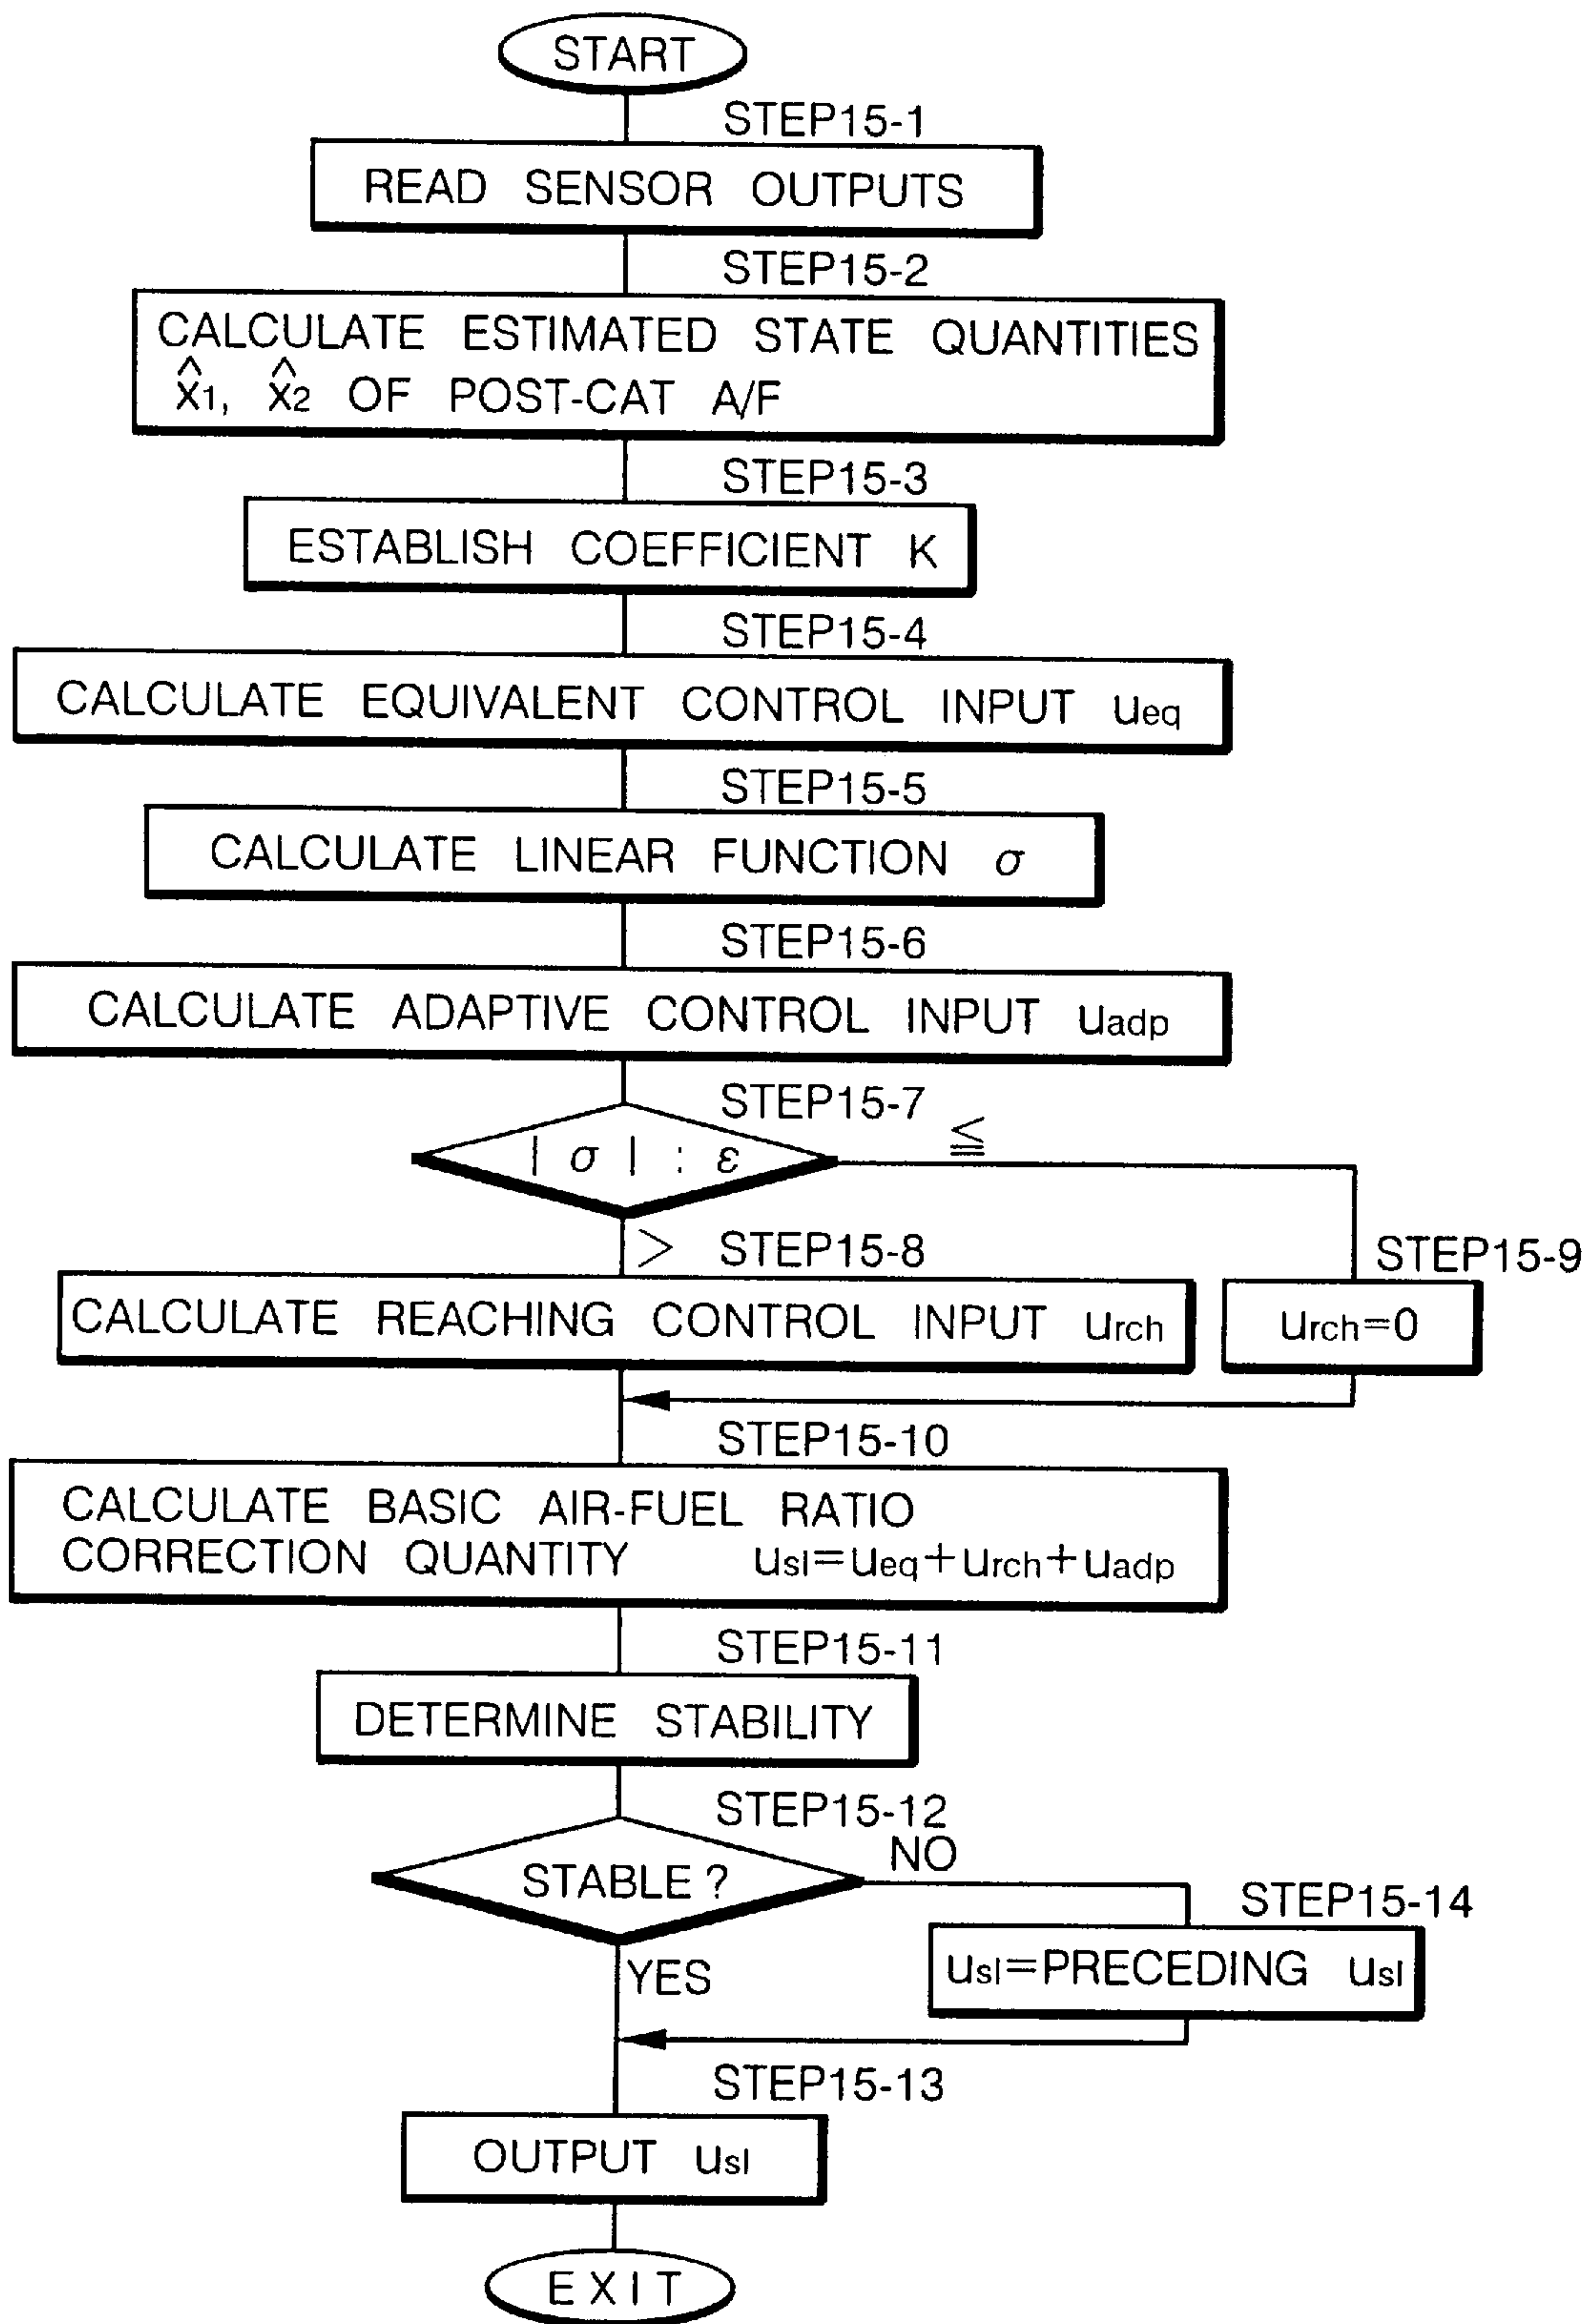 START
STEP15-1
READ SENSOR OUTPUTS
STEP15-2
CALCULATE ESTIMATED STATE QUANTITIES
x̂1, x̂2 OF POST-CAT A/F
STEP15-3
ESTABLISH COEFFICIENT K
STEP15-4
CALCULATE EQUIVALENT CONTROL INPUT ueq
STEP15-5
CALCULATE LINEAR FUNCTION σ
STEP15-6
CALCULATE ADAPTIVE CONTROL INPUT uadp
STEP15-7
| σ | : ε
≦
>
STEP15-8
CALCULATE REACHING CONTROL INPUT urch
STEP15-9
urch=0
STEP15-10
CALCULATE BASIC AIR-FUEL RATIO
CORRECTION QUANTITY usl=ueq+urch+uadp
STEP15-11
DETERMINE STABILITY
STEP15-12
STABLE ?
NO
STEP15-14
usl=PRECEDING usl
YES
STEP15-13
OUTPUT usl
EXIT